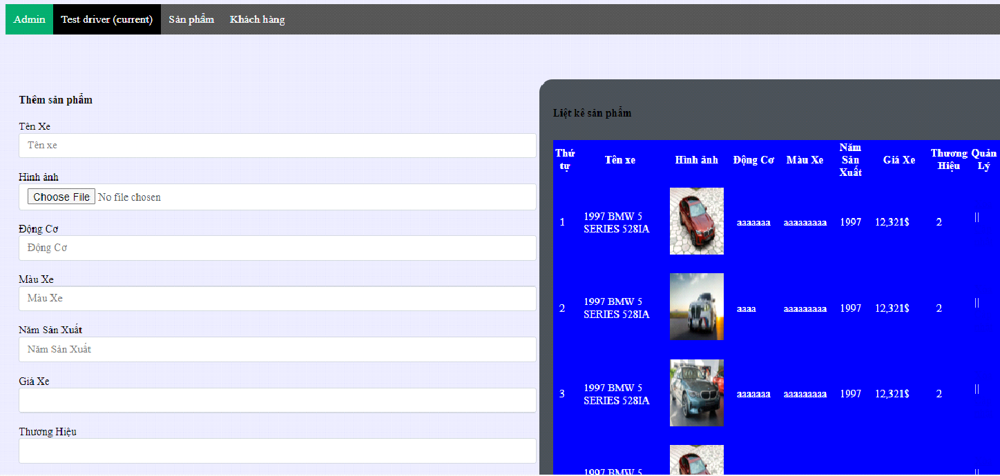 Admin Test driver (current) Sản phẩm Khách hàng
Thêm sản phẩm
Tên Xe
Tên xe
Hình ảnh
Choose File No file chosen
Động Cơ
Động Cơ
Màu Xe
Màu Xe
Năm Sản Xuất
Năm Sản Xuất
Giá Xe
Thương Hiệu
Liệt kê sản phẩm
Thứ tự Tên xe Hình ảnh Động Cơ Màu Xe Năm Sản Xuất Giá Xe Thương Hiệu Quản Lý
1 1997 BMW 5 SERIES 528IA aaaaaaa aaaaaaaaa 1997 12,321$ 2 ||
2 1997 BMW 5 SERIES 528IA aaaa aaaaaaaaa 1997 12,321$ 2 ||
3 1997 BMW 5 SERIES 528IA aaaaaaa aaaaaaaaa 1997 12,321$ 2 ||
1997 BMW 5 ||